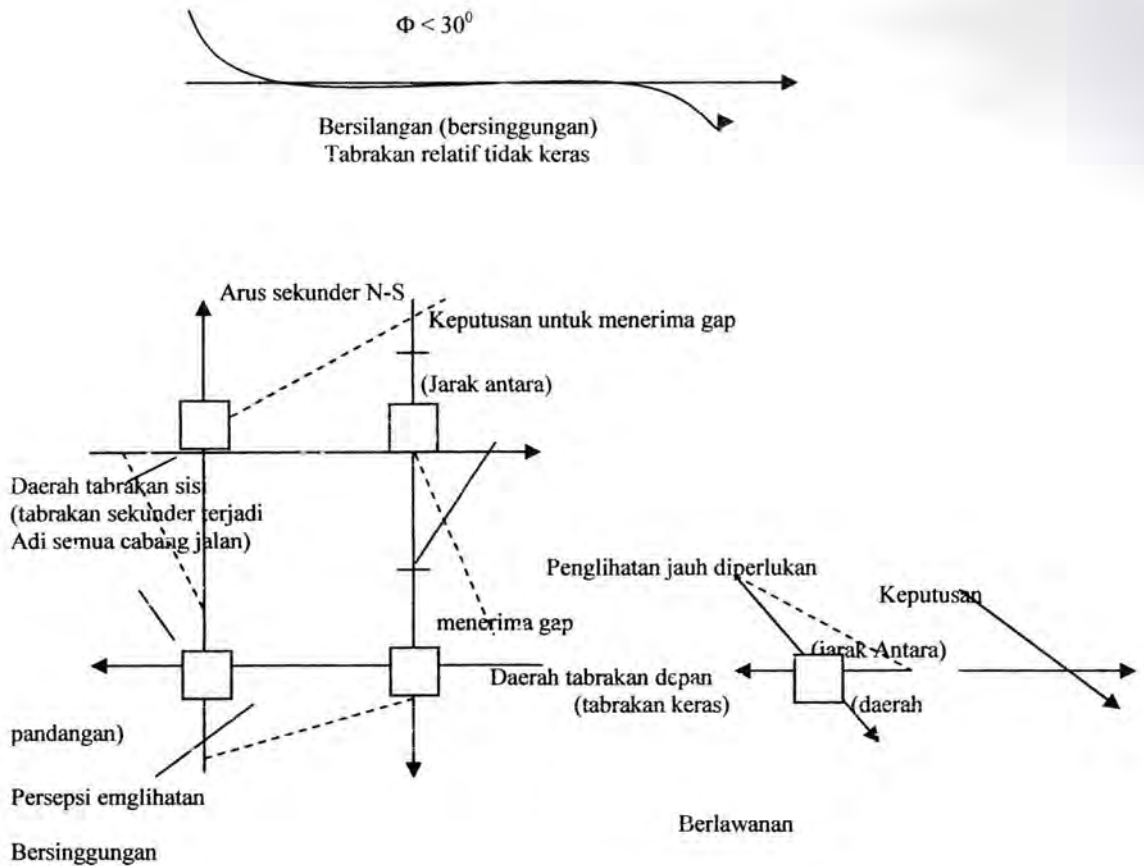 Φ < 30⁰
Bersilangan (bersinggungan)
Tabrakan relatif tidak keras
Arus sekunder N-S
Keputusan untuk menerima gap
(Jarak antara)
Daerah tabrakan sisi
(tabrakan sekunder terjadi
Adi semua cabang jalan)
Penglihatan jauh diperlukan
Keputusan
menerima gap
(jarak Antara)
Daerah tabrakan depan
(tabrakan keras)
(daerah
pandangan)
Persepsi emglihatan
Berlawanan
Bersinggungan